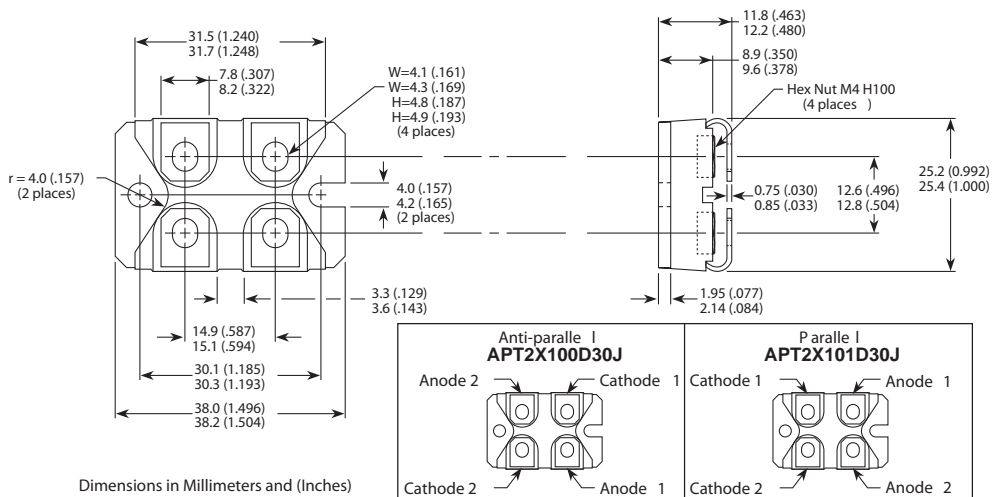 31.5 (1.240)
31.7 (1.248)
7.8 (.307)
8.2 (.322)
W=4.1 (.161)
W=4.3 (.169)
H=4.8 (.187)
H=4.9 (.193)
(4 places)
r = 4.0 (.157)
(2 places)
4.0 (.157)
4.2 (.165)
(2 places)
3.3 (.129)
3.6 (.143)
14.9 (.587)
15.1 (.594)
30.1 (1.185)
30.3 (1.193)
38.0 (1.496)
38.2 (1.504)
11.8 (.463)
12.2 (.480)
8.9 (.350)
9.6 (.378)
Hex Nut M4 H100
(4 places )
0.75 (.030)
0.85 (.033)
12.6 (.496)
12.8 (.504)
25.2 (0.992)
25.4 (1.000)
1.95 (.077)
2.14 (.084)
Anti-paralle l
APT2X100D30J
Anode 2
Cathode 1
Cathode 2
Anode 1
P aralle l
APT2X101D30J
Cathode 1
Anode 1
Cathode 2
Anode 2
Dimensions in Millimeters and (Inches)